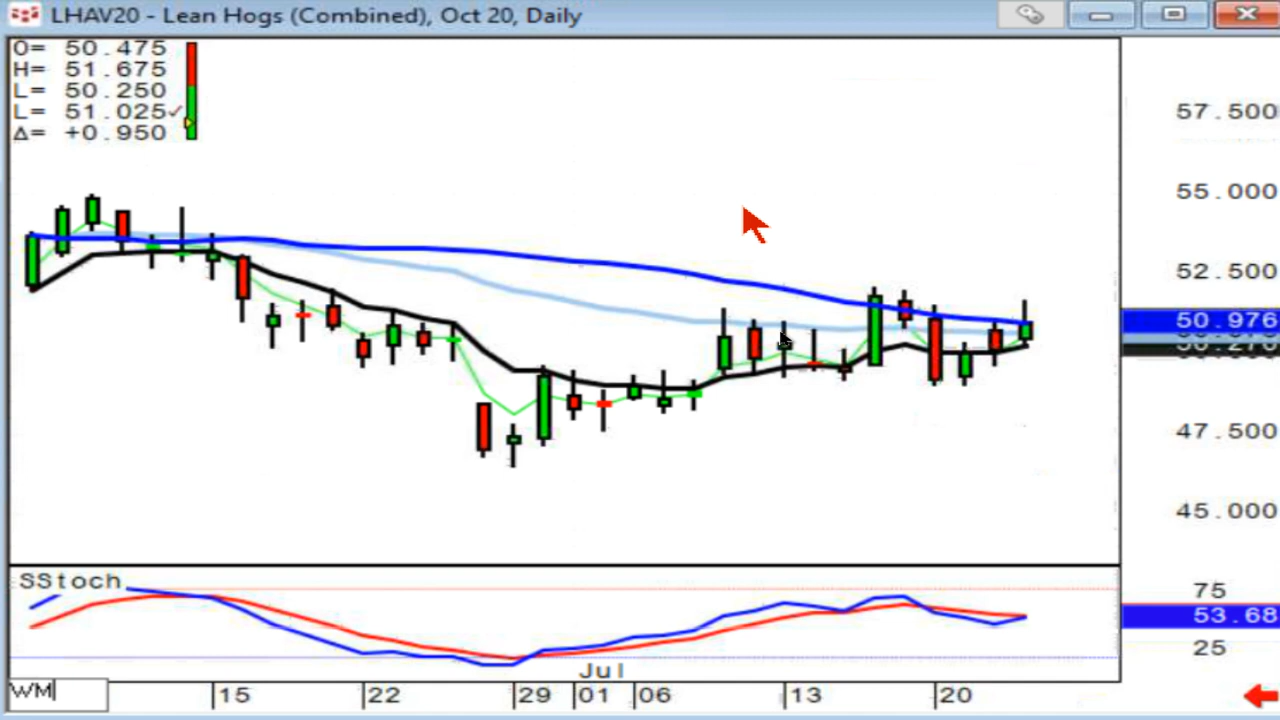 LHAV20 - Lean Hogs (Combined), Oct 20, Daily
O= 50.475
H= 51.675
L= 50.250
L= 51.025✓
Δ= +0.950
57.500
55.000
52.500
50.976
47.500
45.000
SStoch
75
53.68
25
Jul
WM
15
22
29
01
06
13
20